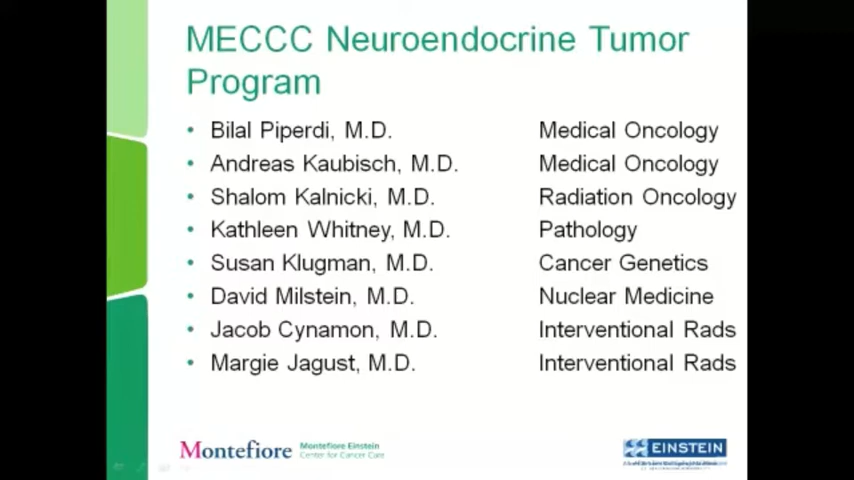 MECCC Neuroendocrine Tumor
Program
• Bilal Piperdi, M.D. Medical Oncology
• Andreas Kaubisch, M.D. Medical Oncology
• Shalom Kalnicki, M.D. Radiation Oncology
• Kathleen Whitney, M.D. Pathology
• Susan Klugman, M.D. Cancer Genetics
• David Milstein, M.D. Nuclear Medicine
• Jacob Cynamon, M.D. Interventional Rads
• Margie Jagust, M.D. Interventional Rads
Montefiore
Montefiore Einstein
Center for Cancer Care
EINSTEIN